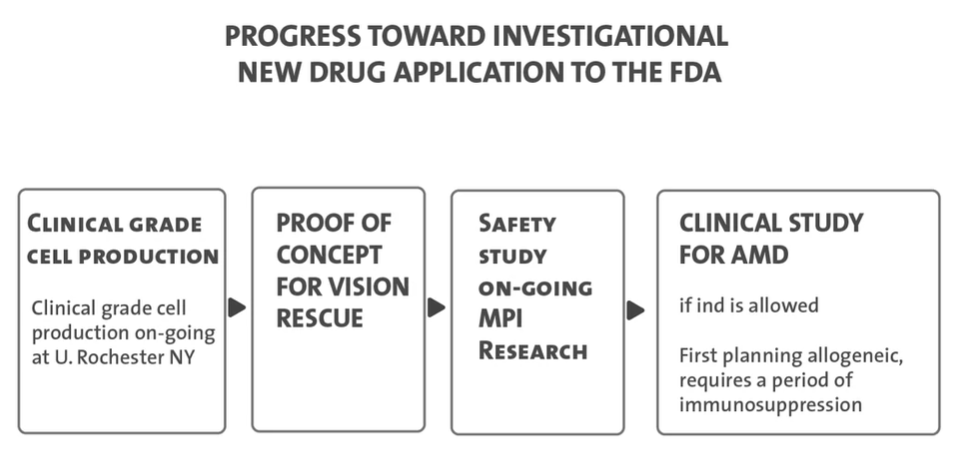 PROGRESS TOWARD INVESTIGATIONAL
NEW DRUG APPLICATION TO THE FDA
CLINICAL GRADE
CELL PRODUCTION
Clinical grade cell
production on-going
at U. Rochester NY
PROOF OF
CONCEPT
FOR VISION
RESCUE
SAFETY
STUDY
ON-GOING
MPI
RESEARCH
CLINICAL STUDY
FOR AMD
if ind is allowed
First planning allogeneic,
requires a period of
immunosuppression